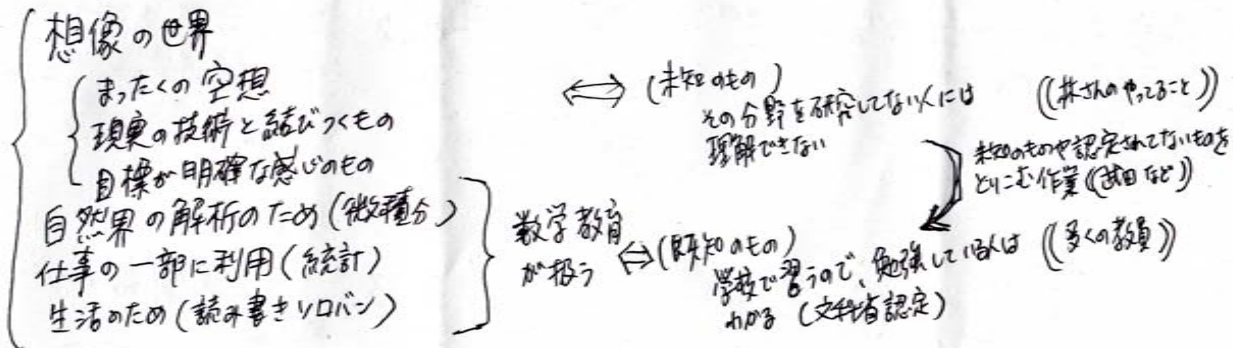 想像の世界
まったくの空想
現実の技術と結びつくもの
目標が明確な感じのもの
自然界の解析のため(微積分)
仕事の一部に利用(統計)
生活のため(読み書きソロバン)
数学教育
が扱う
(未知のもの)
その分野を研究してない人には
理解できない
((林さんのやってること))
未知のものや認定されてないものを
とりこむ作業((武田など))
(既知のもの)
学校で習うので、勉強している人は
わかる(文科省認定)
((多くの教員))